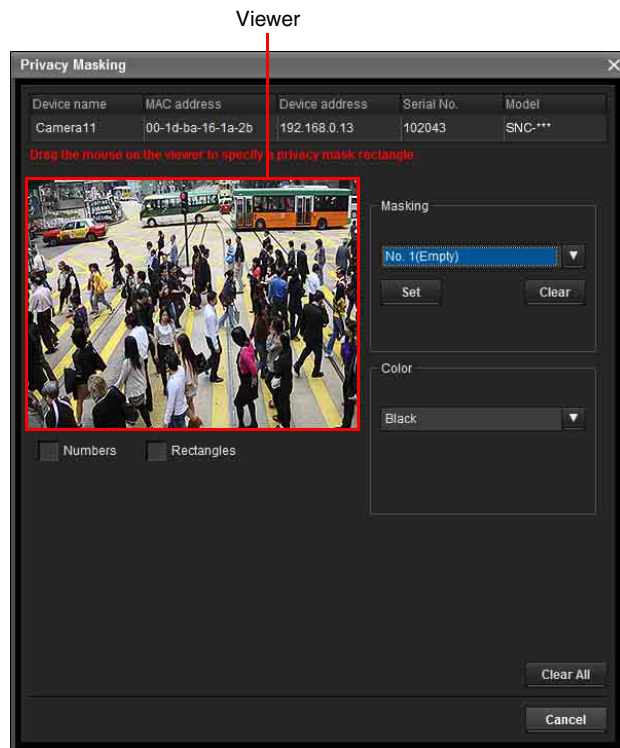 Viewer
Privacy Masking
Device name MAC address Device address Serial No. Model
Camera11 00-1d-ba-16-1a-2b 192.168.0.13 102043 SNC-***
Drag the mouse on the viewer to specify a privacy mask rectangle.
Masking
No. 1(Empty)
Set Clear
Color
Black
Numbers Rectangles
Clear All
Cancel